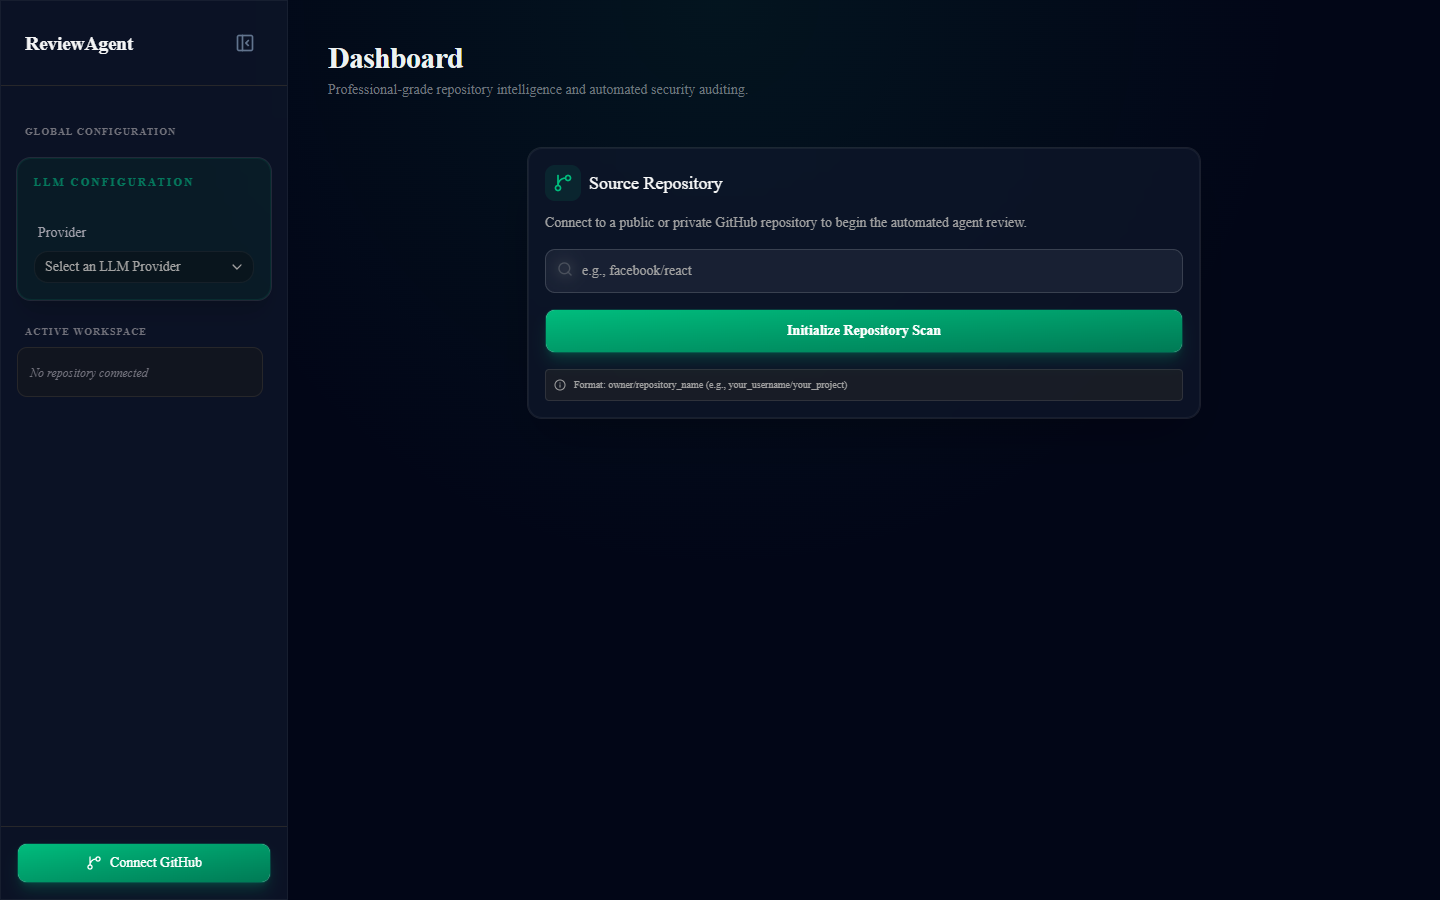 ReviewAgent
GLOBAL CONFIGURATION
LLM CONFIGURATION
Provider
Select an LLM Provider
ACTIVE WORKSPACE
No repository connected
Connect GitHub
Dashboard
Professional-grade repository intelligence and automated security auditing.
Source Repository
Connect to a public or private GitHub repository to begin the automated agent review.
e.g., facebook/react
Initialize Repository Scan
Format: owner/repository_name (e.g., your_username/your_project)